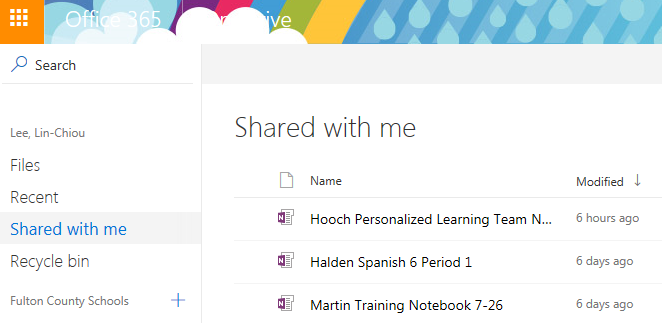 Office 365
Search
Lee, Lin-Chiou
Files
Recent
Shared with me
Recycle bin
Fulton County Schools
Shared with me
Name Modified
Hooch Personalized Learning Team N... 6 hours ago
Halden Spanish 6 Period 1 6 days ago
Martin Training Notebook 7-26 6 days ago